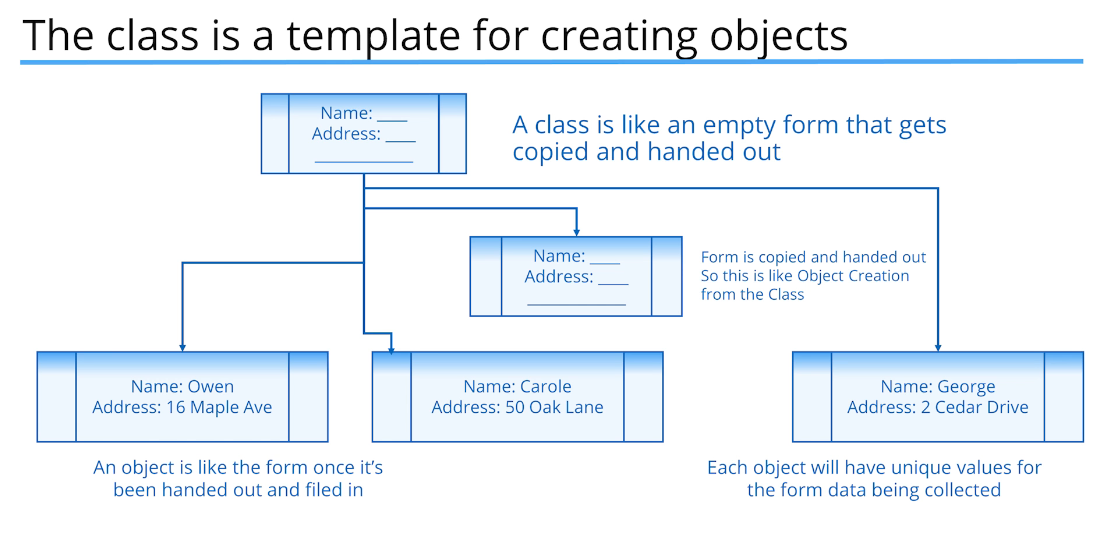 The class is a template for creating objects
Name: ____
Address: ____
____________
A class is like an empty form that gets
copied and handed out
Name: ____
Address: ____
____________
Form is copied and handed out
So this is like Object Creation
from the Class
Name: Owen
Address: 16 Maple Ave
Name: Carole
Address: 50 Oak Lane
Name: George
Address: 2 Cedar Drive
An object is like the form once it’s
been handed out and filed in
Each object will have unique values for
the form data being collected